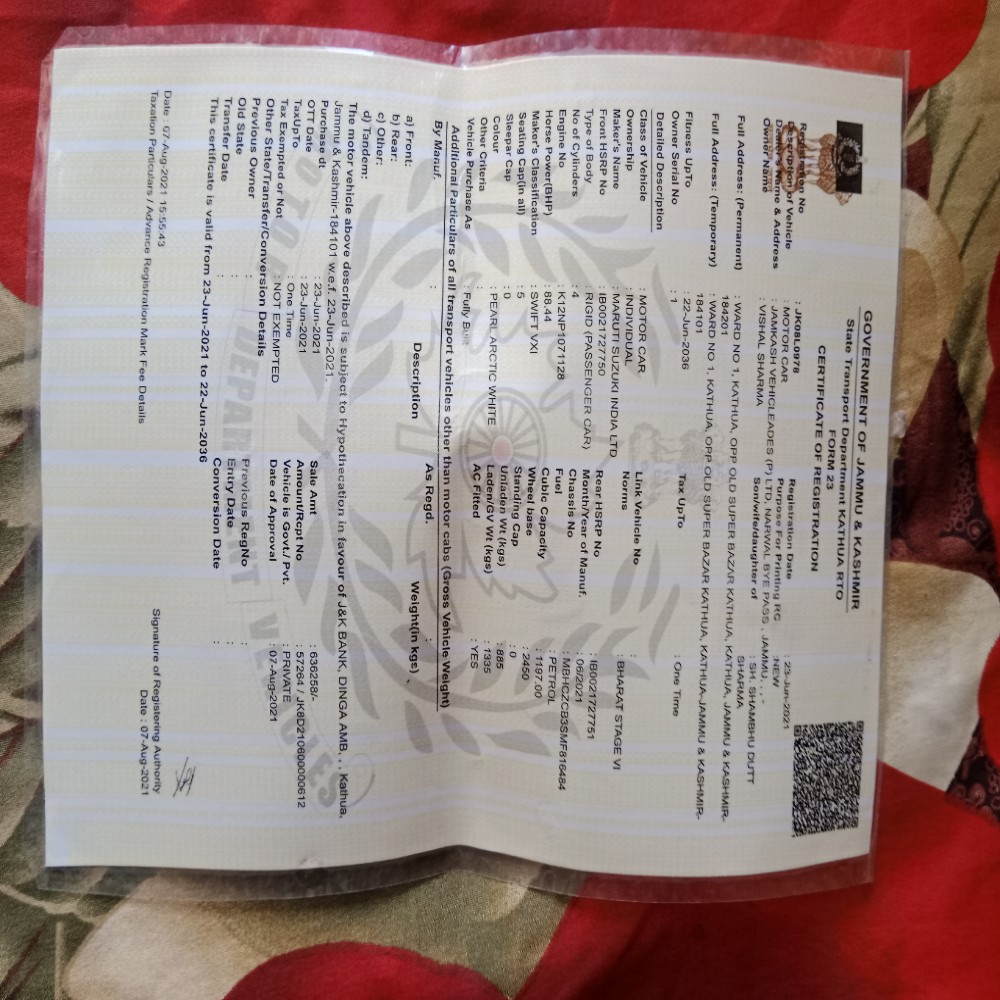 GOVERNMENT OF JAMMU & KASHMIR
State Transport Department KATHUA RTO
FORM 23
CERTIFICATE OF REGISTRATION
Registration No : JK08L0978 Registration Date : 23-Jun-2021
Description of Vehicle : MOTOR CAR Purpose For Printing RC :NEW
Dealer's Name & Address : JAMKASH VEHICLEADES (P) LTD, NARWAL BYE PASS , JAMMU, , , -
Owner Name : VISHAL SHARMA Son/wife/daughter of : SH. SHAMBHU DUTT
SHARMA
Full Address: (Permanent) : WARD NO 1, KATHUA, OPP OLD SUPER BAZAR KATHUA, KATHUA, JAMMU & KASHMIR-
184201
Full Address: (Temporary) : WARD NO 1, KATHUA, OPP OLD SUPER BAZAR KATHUA, KATHUA-JAMMU & KASHMIR-
184101
Fitness UpTo : 22-Jun-2036 Tax UpTo : One Time
Owner Serial No : 1
Detailed Description
Class of Vehicle : MOTOR CAR Link Vehicle No :
Ownership : INDIVIDUAL Norms : BHARAT STAGE VI
Maker's Name : MARUTI SUZUKI INDIA LTD
Front HSRP No : IB0021727750 Rear HSRP No : IB0021727751
Type of Body : RIGID (PASSENGER CAR) Month/Year of Manuf. : 06/2021
No of Cylinders : 4 Chassis No : MBHCZCB3SMF816484
Engine No : K12NP1071128 Fuel : PETROL
Horse Power(BHP) : 88.44 Cubic Capacity : 1197.00
Maker's Classification : SWIFT VXI Wheel base : 2450
Seating Cap(in all) : 5 Standing Cap : 0
Sleeper Cap : 0 Unladen Wt (kgs) : 885
Colour : PEARL ARCTIC WHITE Laden/GV Wt (kgs) : 1335
Other Criteria AC Fitted : YES
Vehicle Purchase As : Fully Built
Additional Particulars of all transport vehicles other than motor cabs (Gross Vehicle Weight)
By Manuf. : As Regd. :
Description Weight(in kgs)
a) Front:
b) Rear:
c) Other:
d) Tandem:
The motor vehicle above described is subject to Hypothecation in favour of J&K BANK, DINGA AMB, , , Kathua,
Jammu & Kashmir-184101 w.e.f. 23-Jun-2021.
Purchase dt : 23-Jun-2021 Sale Amt : 636258/-
OTT Date : 23-Jun-2021 Amount/Rcpt No : 57264 / JK8D2106000000612
TaxUpTo : One Time Vehicle is Govt./ Pvt. : PRIVATE
Tax Exempted or Not : NOT EXEMPTED Date of Approval : 07-Aug-2021
Other State/Transfer/Conversion Details
Previous Owner : Previous RegNo :
Old State : Entry Date :
Transfer Date : Conversion Date :
This certificate is valid from 23-Jun-2021 to 22-Jun-2036
Signature of Registering Authority
Date : 07-Aug-2021
Date : 07-Aug-2021 15:55:43
Taxation Particulars / Advance Registration Mark Fee Details